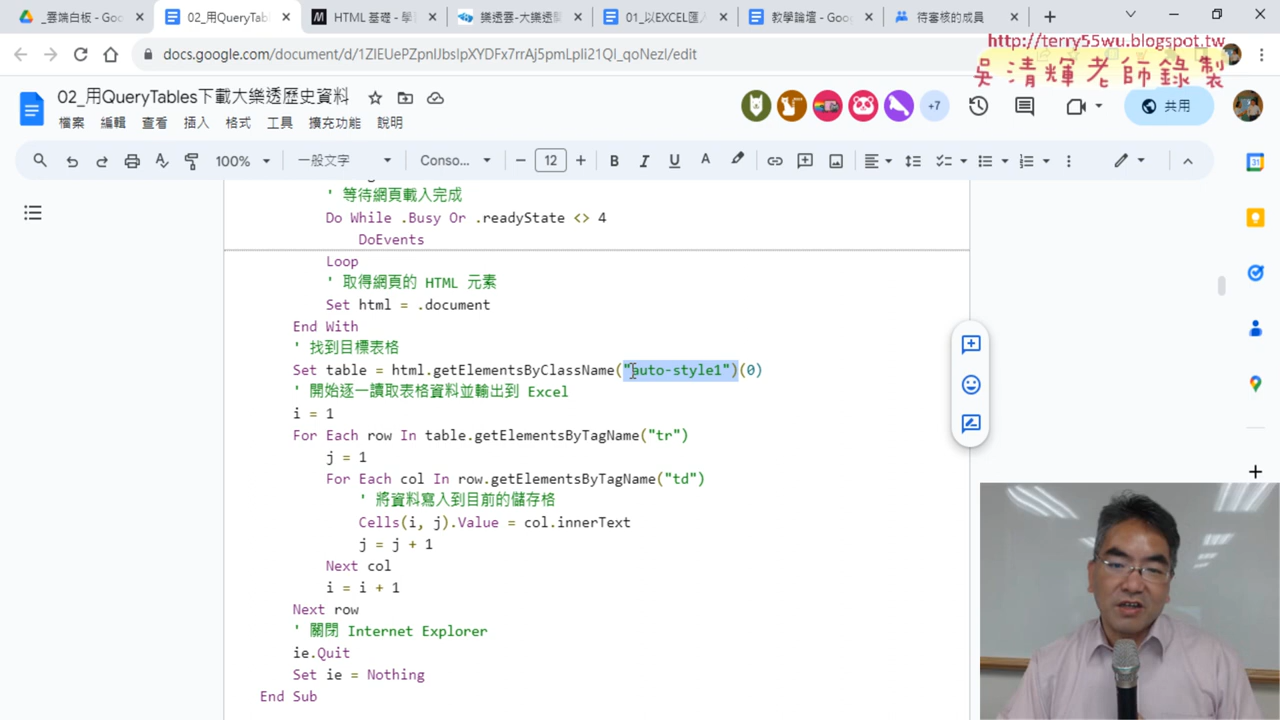 _雲端白板 - Goo
02_用QueryTab
HTML 基礎 - 學
樂透雲-大樂透
01_以EXCEL匯入
教學論壇 - Goog
待審核的成員
docs.google.com/document/d/
/edit
http://terry55wu.blogspot.tw
吳清輝老師錄製
02_用QueryTables下載大樂透歷史資料
+7
共用
檔案 編輯 查看 插入 格式 工具 擴充功能 說明
100% 一般文字 Conso... 12 B I U A
' 等待網頁載入完成
Do While .Busy Or .readyState <> 4
DoEvents
Loop
' 取得網頁的 HTML 元素
Set html = .document
End With
' 找到目標表格
Set table = html.getElementsByClassName("auto-style1")(0)
' 開始逐一讀取表格資料並輸出到 Excel
i = 1
For Each row In table.getElementsByTagName("tr")
j = 1
For Each col In row.getElementsByTagName("td")
' 將資料寫入到目前的儲存格
Cells(i, j).Value = col.innerText
j = j + 1
Next col
i = i + 1
Next row
' 關閉 Internet Explorer
ie.Quit
Set ie = Nothing
End Sub